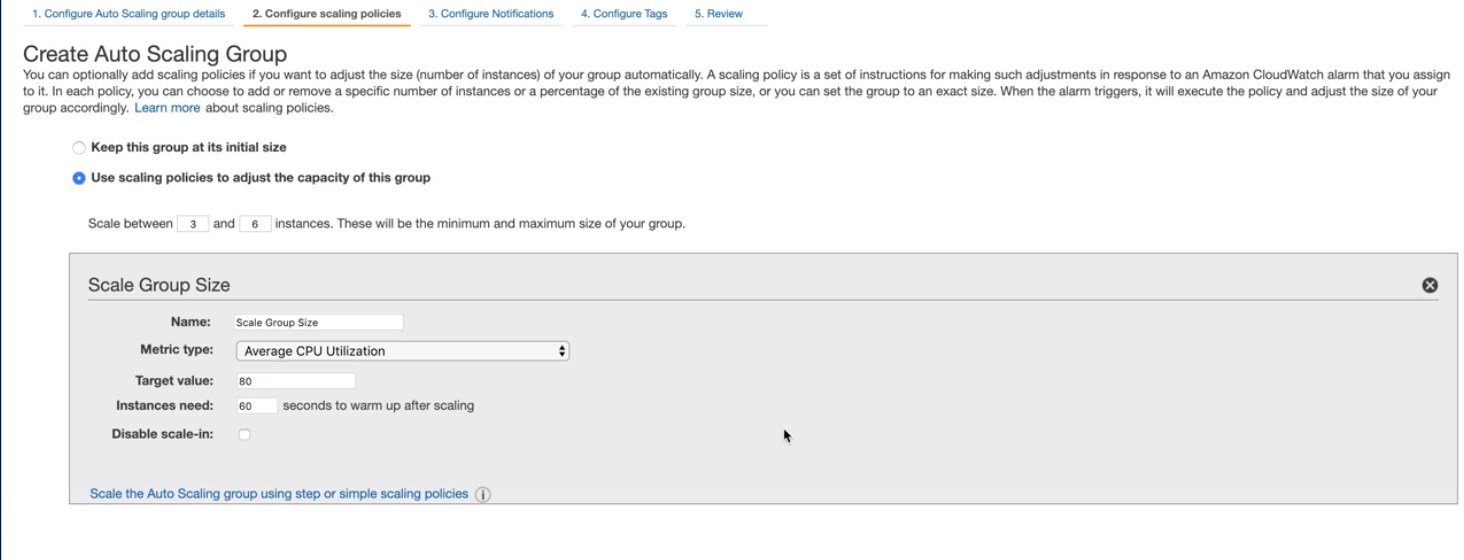 1. Configure Auto Scaling group details 2. Configure scaling policies 3. Configure Notifications 4. Configure Tags 5. Review
Create Auto Scaling Group
You can optionally add scaling policies if you want to adjust the size (number of instances) of your group automatically. A scaling policy is a set of instructions for making such adjustments in response to an Amazon CloudWatch alarm that you assign
to it. In each policy, you can choose to add or remove a specific number of instances or a percentage of the existing group size, or you can set the group to an exact size. When the alarm triggers, it will execute the policy and adjust the size of your
group accordingly. Learn more about scaling policies.
Keep this group at its initial size
Use scaling policies to adjust the capacity of this group
Scale between 3 and 6 instances. These will be the minimum and maximum size of your group.
Scale Group Size
Name: Scale Group Size
Metric type: Average CPU Utilization
Target value: 80
Instances need: 60 seconds to warm up after scaling
Disable scale-in:
Scale the Auto Scaling group using step or simple scaling policies i